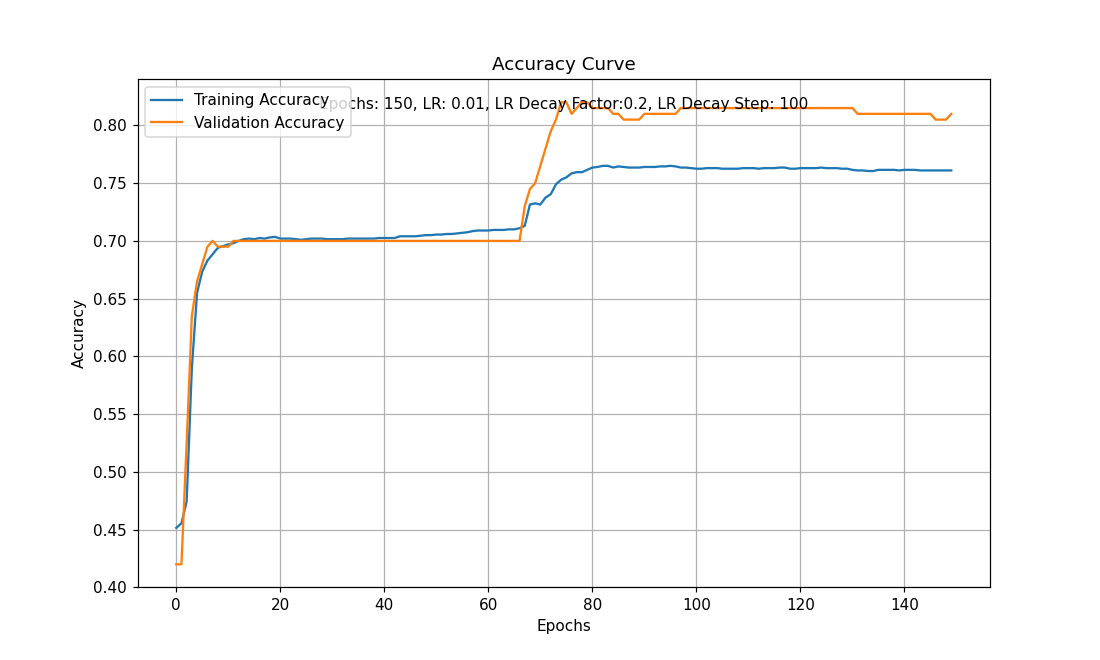 Accuracy Curve
Training Accuracy
Validation Accuracy
Epochs: 150, LR: 0.01, LR Decay Factor:0.2, LR Decay Step: 100
Accuracy
0.80
0.75
0.70
0.65
0.60
0.55
0.50
0.45
0.40
0 20 40 60 80 100 120 140
Epochs